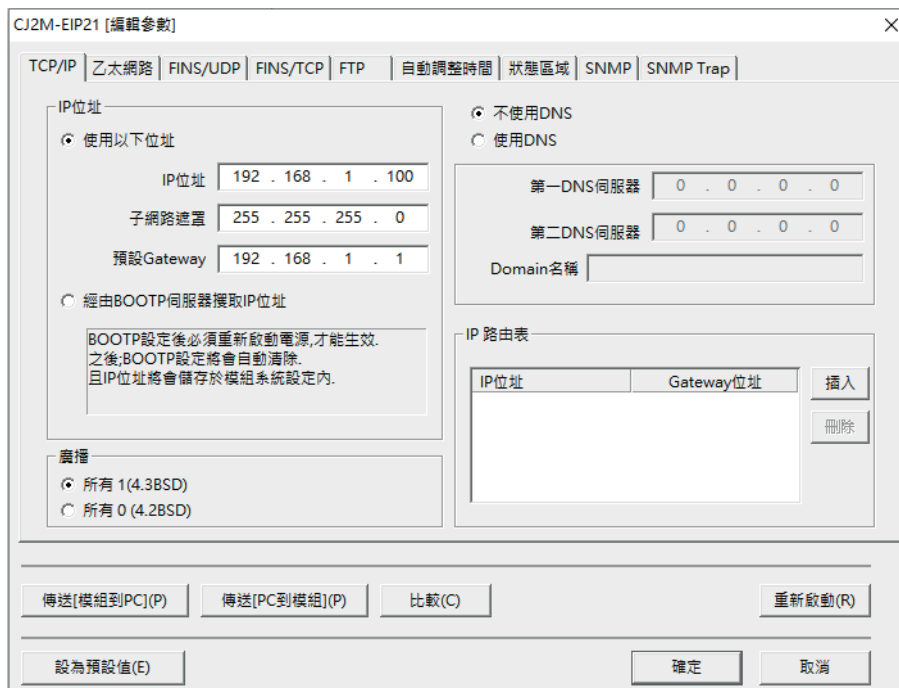 CJ2M-EIP21 [編輯參數]
TCP/IP 乙太網路 FINS/UDP FINS/TCP FTP 自動調整時間 狀態區域 SNMP SNMP Trap
IP位址
使用以下位址
IP位址 192 . 168 . 1 . 100
子網路遮罩 255 . 255 . 255 . 0
預設Gateway 192 . 168 . 1 . 1
經由BOOTP伺服器獲取IP位址
BOOTP設定後必須重新啟動電源,才能生效.
之後;BOOTP設定將會自動清除.
且IP位址將會儲存於模組系統設定內.
廣播
所有 1(4.3BSD)
所有 0 (4.2BSD)
不使用DNS
使用DNS
第一DNS伺服器 0 . 0 . 0 . 0
第二DNS伺服器 0 . 0 . 0 . 0
Domain名稱
IP 路由表
IP位址 Gateway位址
插入
刪除
傳送[模組到PC](P) 傳送[PC到模組](P) 比較(C) 重新啟動(R)
設為預設值(E) 確定 取消